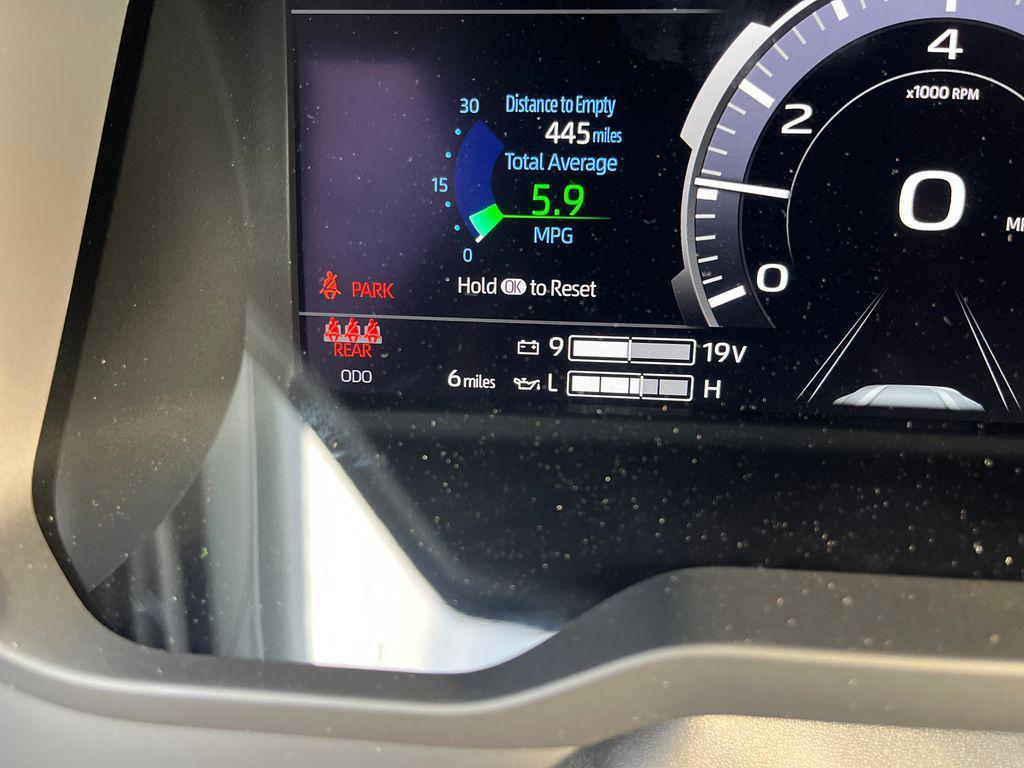 30
Distance to Empty
445 miles
Total Average
15
5.9
MPG
0
Hold OK to Reset
PARK
REAR
ODO
6 miles
9 19V
L H
4
x1000 RPM
2
0
0